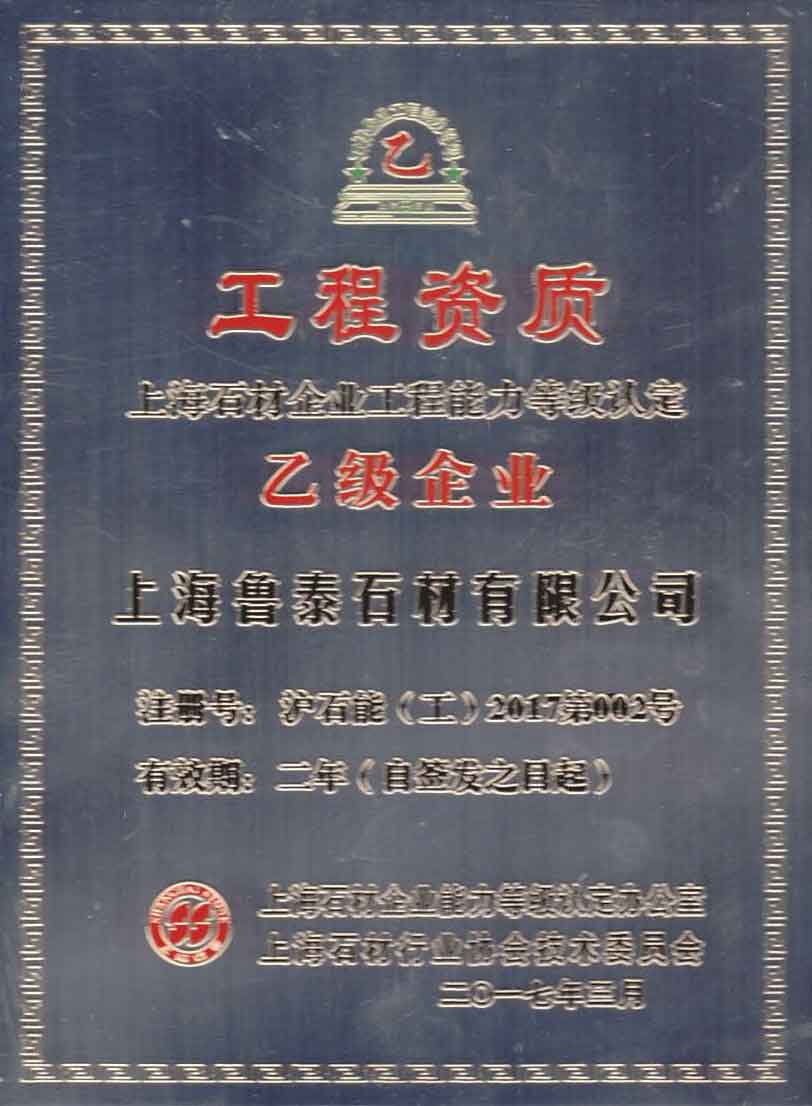 乙
工程资质
上海石材企业工程能力等级认定
乙级企业
上海鲁泰石材有限公司
注册号：沪石能（工）2017第002号
有效期：二年（自签发之日起）
上海石材企业能力等级认定办公室
上海石材行业协会技术委员会
二〇一七年三月